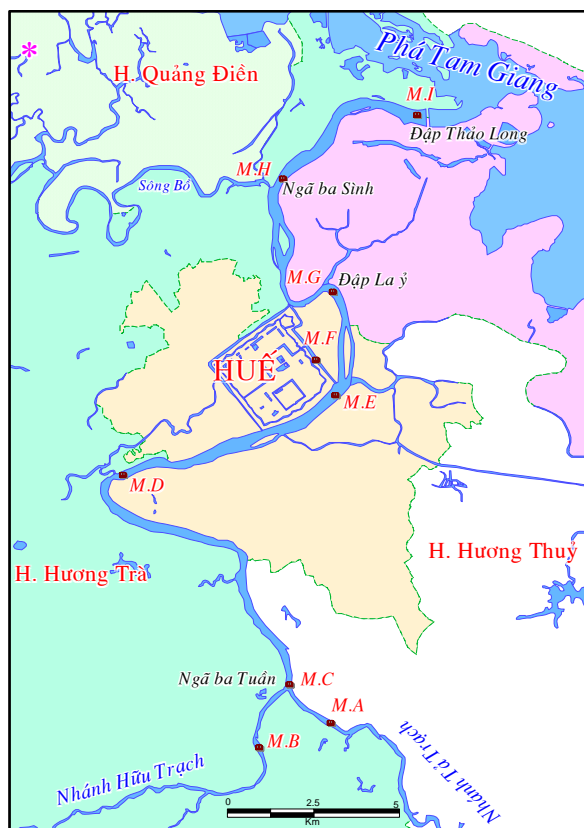 *
H. Quảng Điền
Phá Tam Giang
M.I
Đập Thảo Long
M.H
Sông Bồ
Ngã ba Sình
M.G
Đập La ỷ
M.F
HUÊ
M.E
M.D
H. Hương Thuỷ
H. Hương Trà
Ngã ba Tuần
M.C
M.A
M.B
Nhánh Hữu Trạch
Nhánh Tả Trạch
0 2.5 5
Km